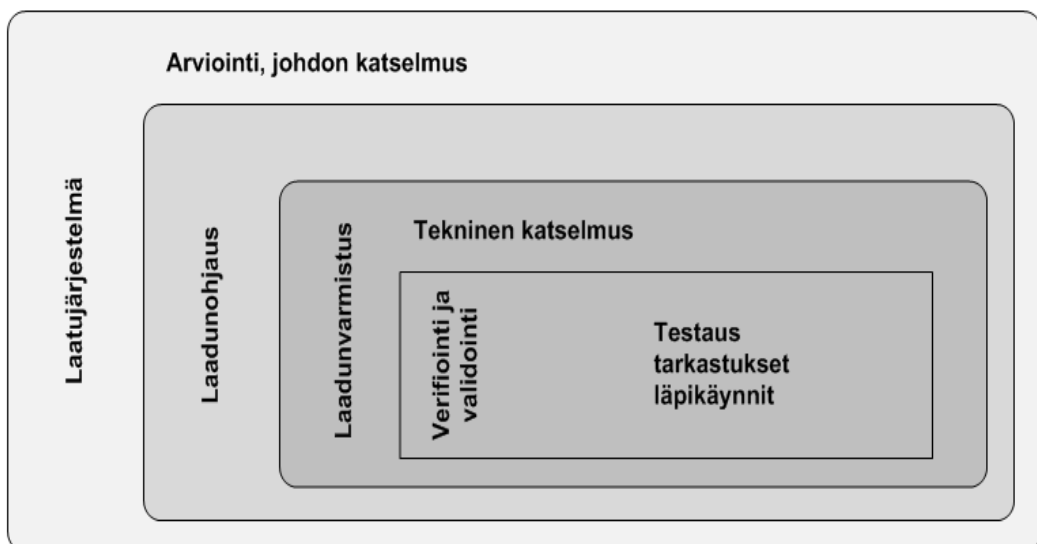 Arviointi, johdon katselmus
Laatujärjestelmä
Laadunohjaus
Laadunvarmistus
Tekninen katselmus
Verifiointi ja
validointi
Testaus
tarkastukset
läpikäynnit